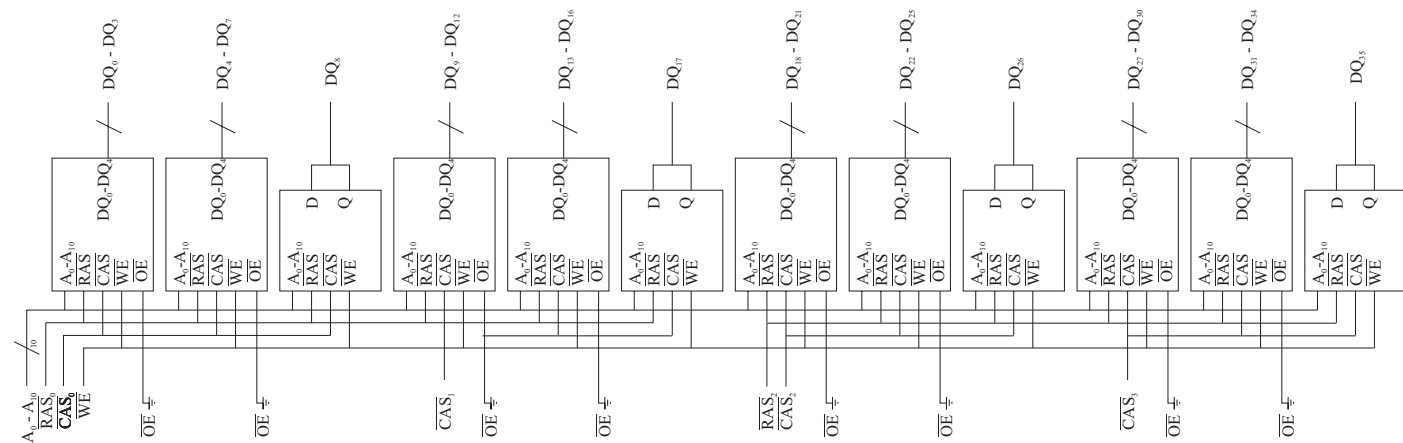 DQ₀ - DQ₃
DQ₄ - DQ₇
DQ₈
DQ₉ - DQ₁₂
DQ₁₃ - DQ₁₆
DQ₁₇
DQ₁₈ - DQ₂₁
DQ₂₂ - DQ₂₅
DQ₂₆
DQ₂₇ - DQ₃₀
DQ₃₁ - DQ₃₄
DQ₃₅
A₀-A₁₀
RAS
CAS
WE
OE
DQ₀-DQ₄
A₀-A₁₀
RAS
CAS
WE
OE
DQ₀-DQ₄
A₀-A₁₀
RAS
CAS
WE
D
Q
A₀-A₁₀
RAS
CAS
WE
OE
DQ₀-DQ₄
A₀-A₁₀
RAS
CAS
WE
OE
DQ₀-DQ₄
A₀-A₁₀
RAS
CAS
WE
D
Q
A₀-A₁₀
RAS
CAS
WE
OE
DQ₀-DQ₄
A₀-A₁₀
RAS
CAS
WE
OE
DQ₀-DQ₄
A₀-A₁₀
RAS
CAS
WE
D
Q
A₀-A₁₀
RAS
CAS
WE
OE
DQ₀-DQ₄
A₀-A₁₀
RAS
CAS
WE
OE
DQ₀-DQ₄
A₀-A₁₀
RAS
CAS
WE
D
Q
10
A₀ - A₁₀
RAS₀
CAS₀
WE
OE
OE
CAS₁
OE
OE
RAS₂
CAS₂
OE
OE
CAS₃
OE
OE